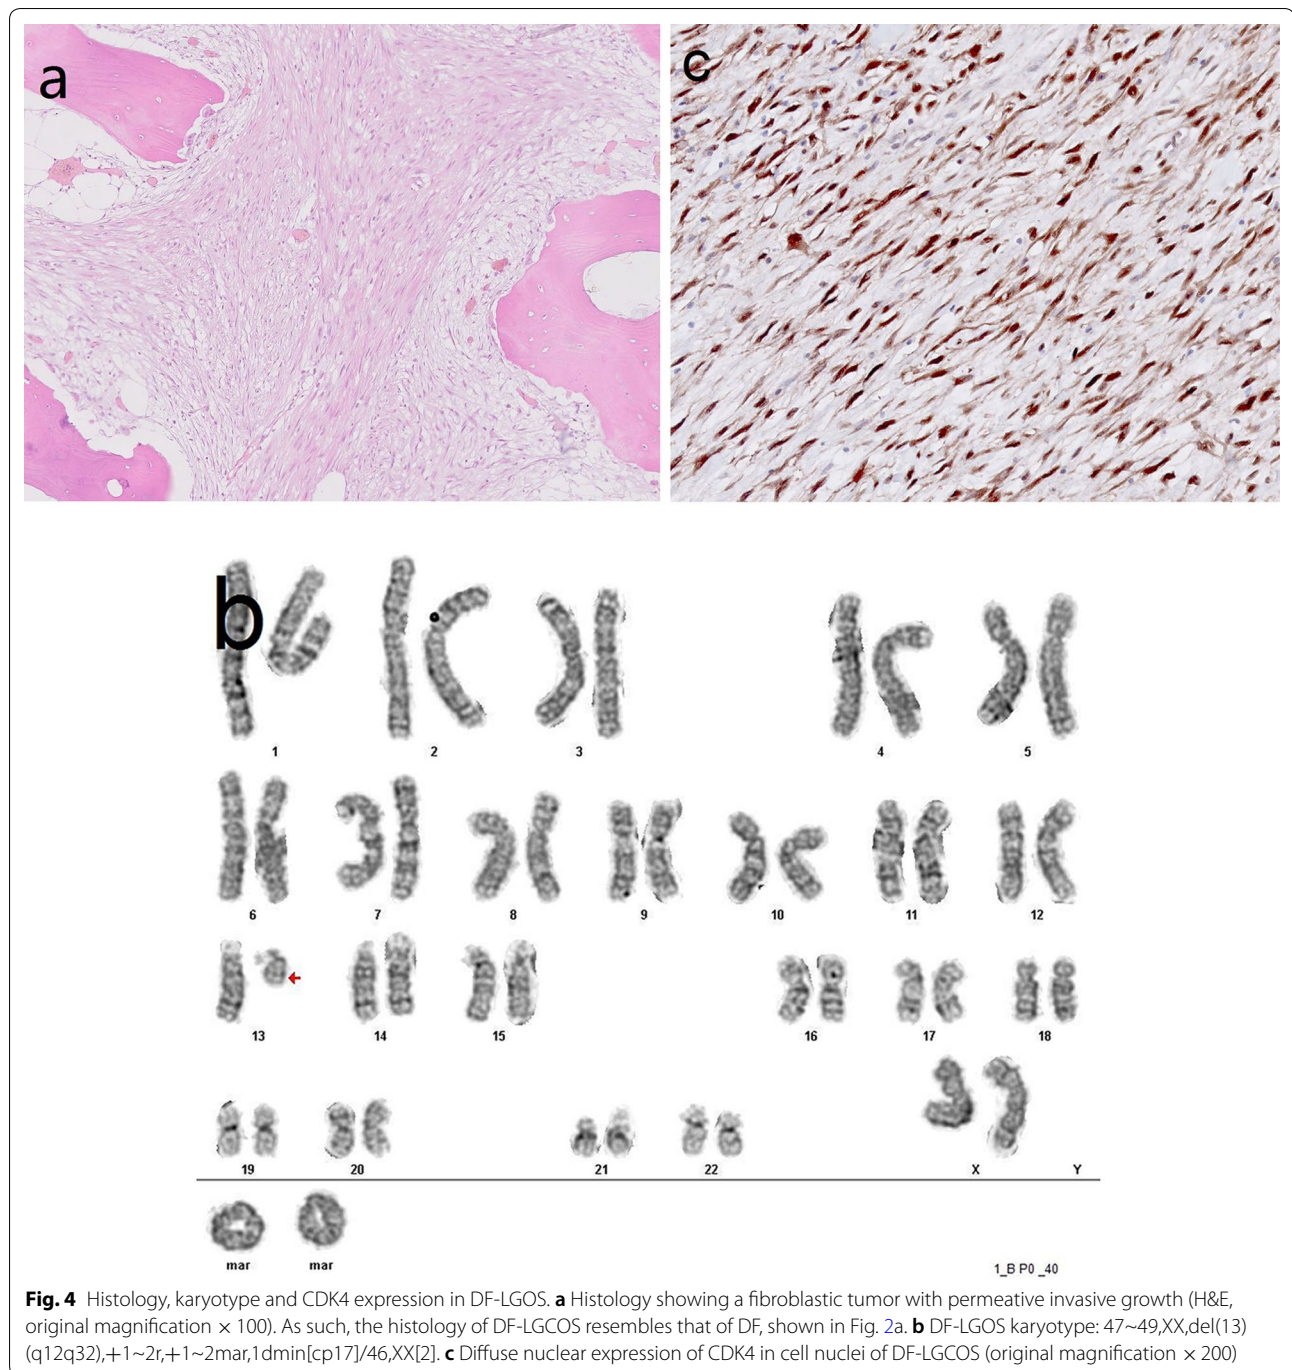 a
c
b
1 2 3 4 5
6 7 8 9 10 11 12
13 14 15 16 17 18
19 20 21 22 X Y
mar mar
1_B P0 _40
Fig. 4 Histology, karyotype and CDK4 expression in DF-LGOS. a Histology showing a fibroblastic tumor with permeative invasive growth (H&E,
original magnification × 100). As such, the histology of DF-LGCOS resembles that of DF, shown in Fig. 2a. b DF-LGOS karyotype: 47~49,XX,del(13)
(q12q32),+1~2r,+1~2mar,1dmin[cp17]/46,XX[2]. c Diffuse nuclear expression of CDK4 in cell nuclei of DF-LGCOS (original magnification × 200)